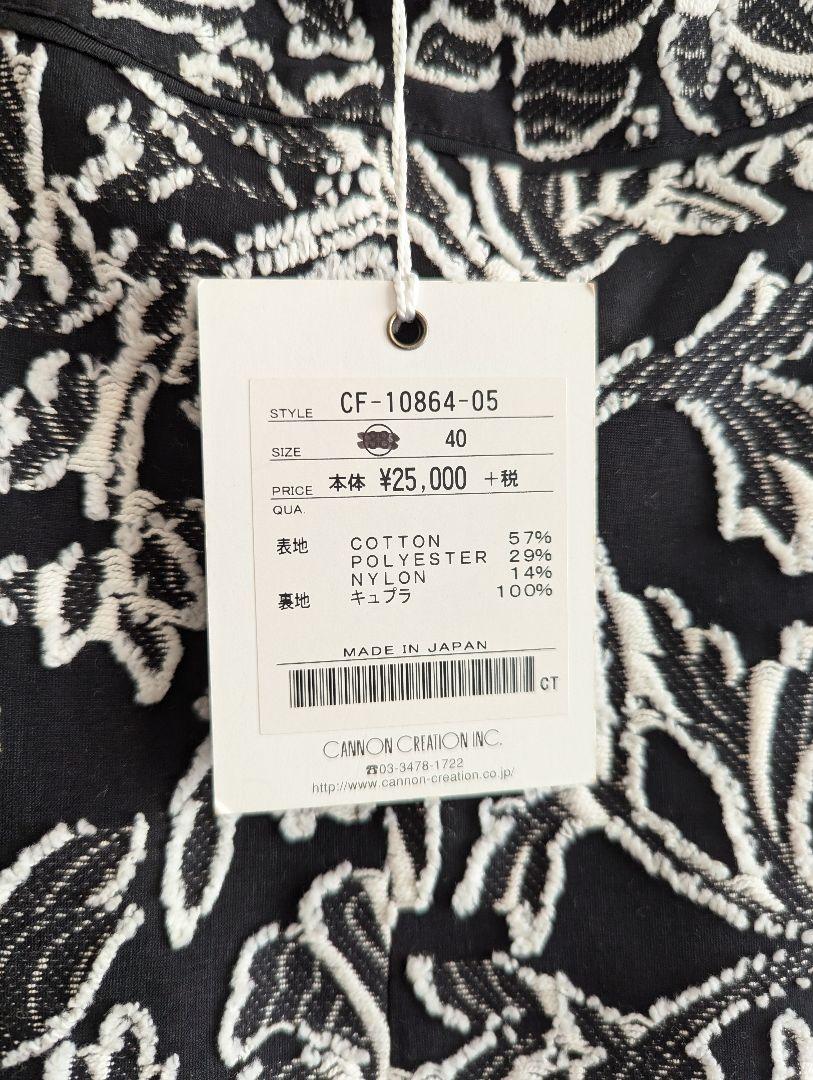 STYLE CF-10864-05
SIZE 40
PRICE 本体 ¥25,000 +税
QUA.
表地 COTTON 57%
POLYESTER 29%
NYLON 14%
裏地 キュプラ 100%
MADE IN JAPAN
CT
CANNON CREATION INC.
☎03-3478-1722
http://www.cannon-creation.co.jp/